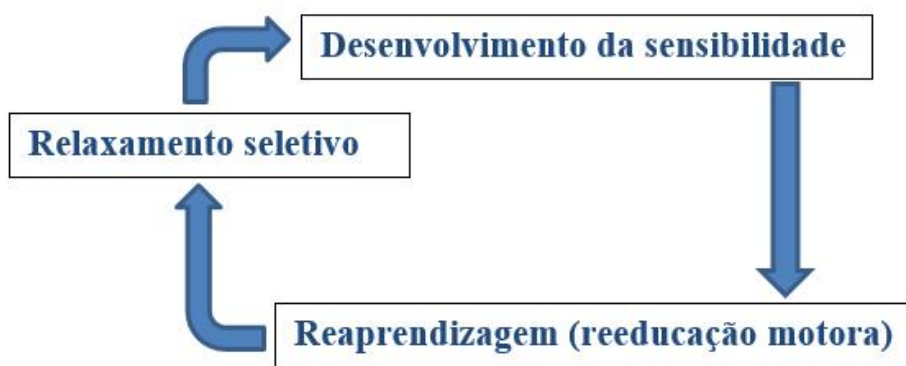 Desenvolvimento da sensibilidade
Relaxamento seletivo
Reaprendizagem (reeducação motora)